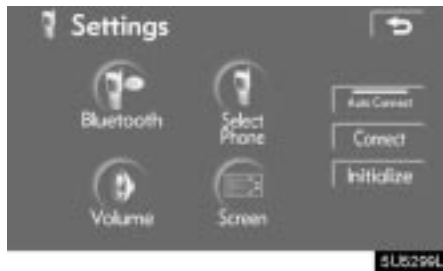 Settings
Bluetooth
Select
Phone
Auto Connect
Connect
Initialize
Volume
Screen
5U5299L